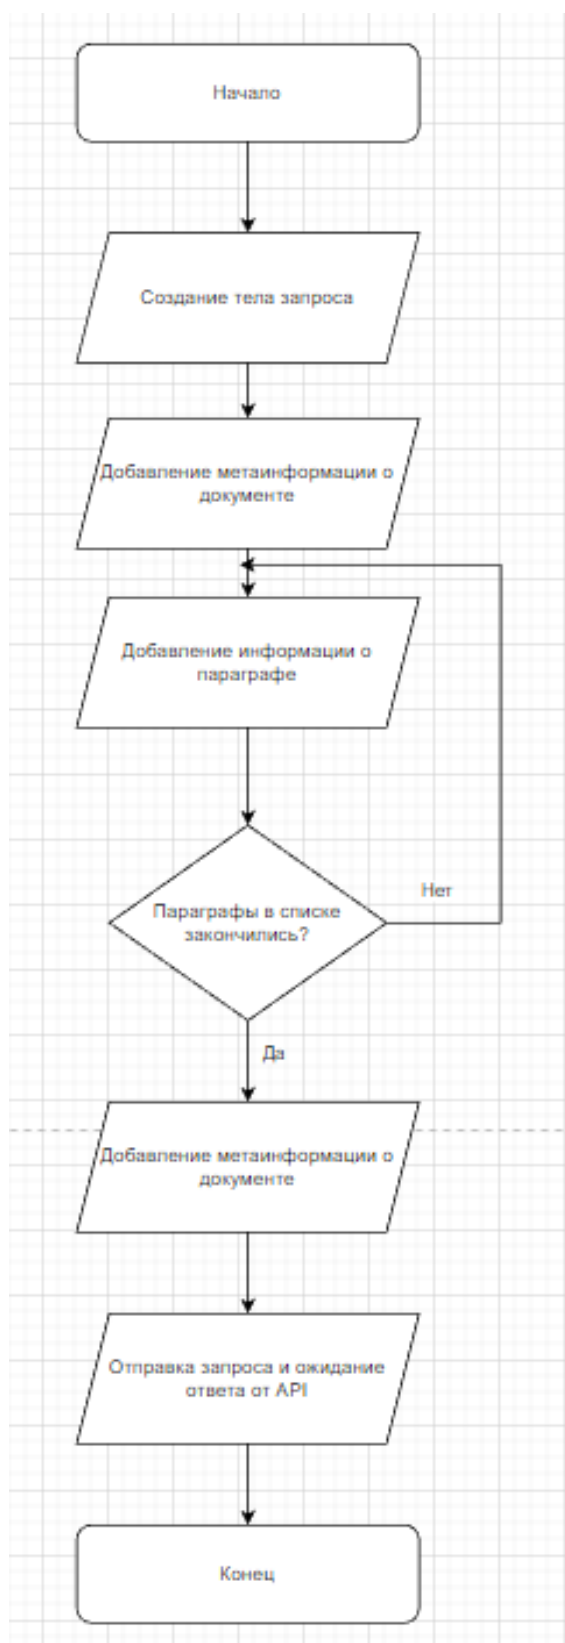 Начало
Создание тела запроса
Добавление метаинформации о
документе
Добавление информации о
параграфе
Параграфы в списке
закончились?
Нет
Да
Добавление метаинформации о
документе
Отправка запроса и ожидание
ответа от API
Конец